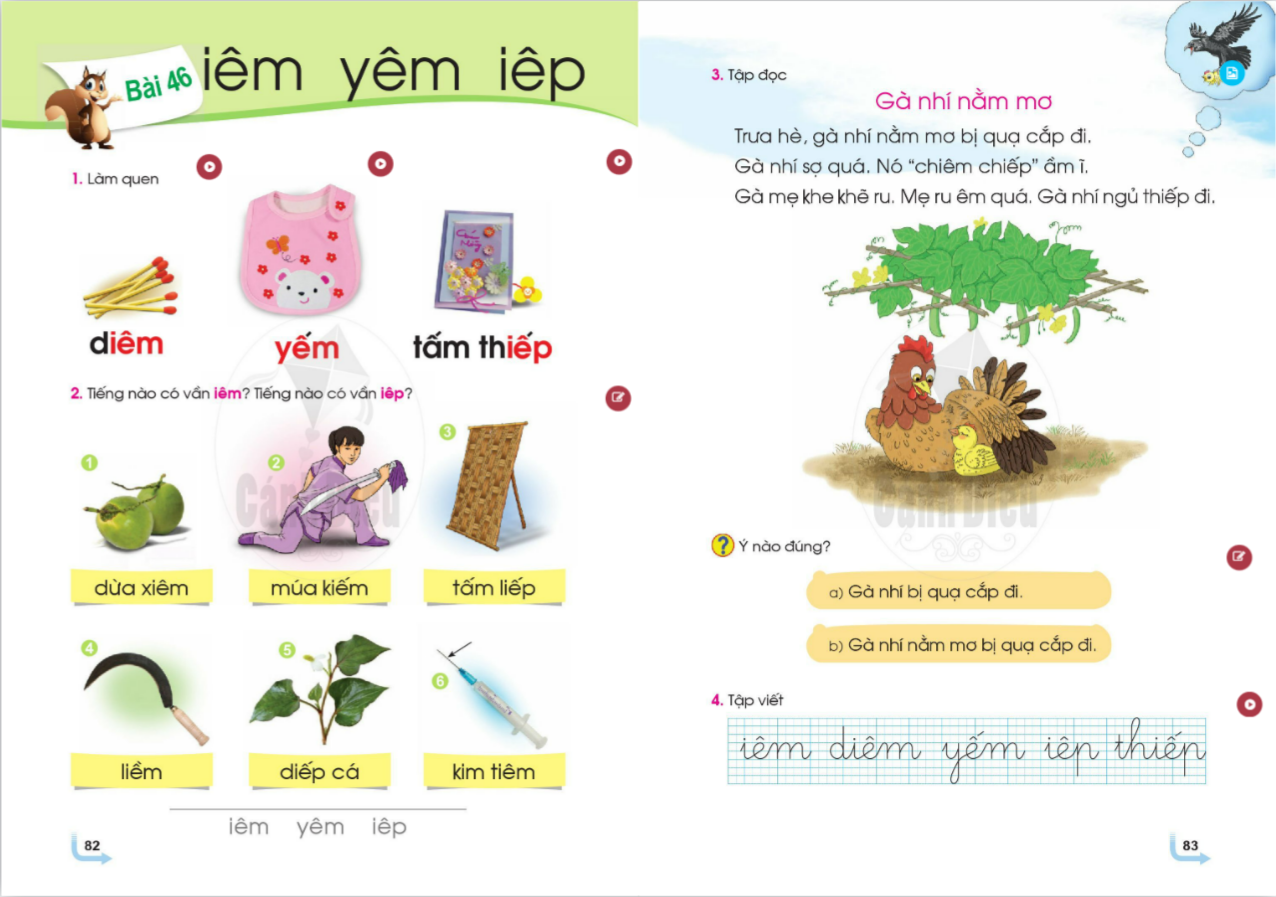 Bài 46
iêm yêm iêp
1. Làm quen
diêm
yếm
tấm thiếp
2. Tiếng nào có vần iêm? Tiếng nào có vần iêp?
1
2
3
dừa xiêm
múa kiếm
tấm liếp
4
5
6
liềm
diếp cá
kim tiêm
iêm yêm iêp
82
Cánh Diều
3. Tập đọc
Gà nhí nằm mơ
Trưa hè, gà nhí nằm mơ bị quạ cắp đi.
Gà nhí sợ quá. Nó “chiêm chiếp” ầm ĩ.
Gà mẹ khe khẽ ru. Mẹ ru êm quá. Gà nhí ngủ thiếp đi.
Cánh Diều
? Ý nào đúng?
a) Gà nhí bị quạ cắp đi.
b) Gà nhí nằm mơ bị quạ cắp đi.
4. Tập viết
iêm diêm yếm iêp thiếp
83